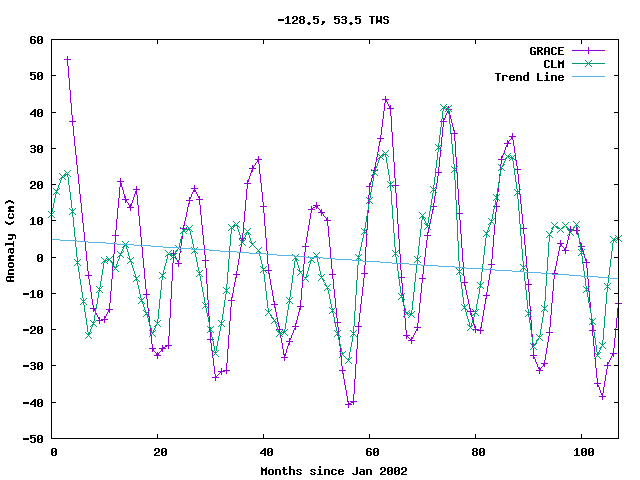 -128.5, 53.5 TWS
60
50
40
30
20
10
0
-10
-20
-30
-40
-50
Anomaly (cm)
GRACE
CLM
Trend Line
0 20 40 60 80 100
Months since Jan 2002